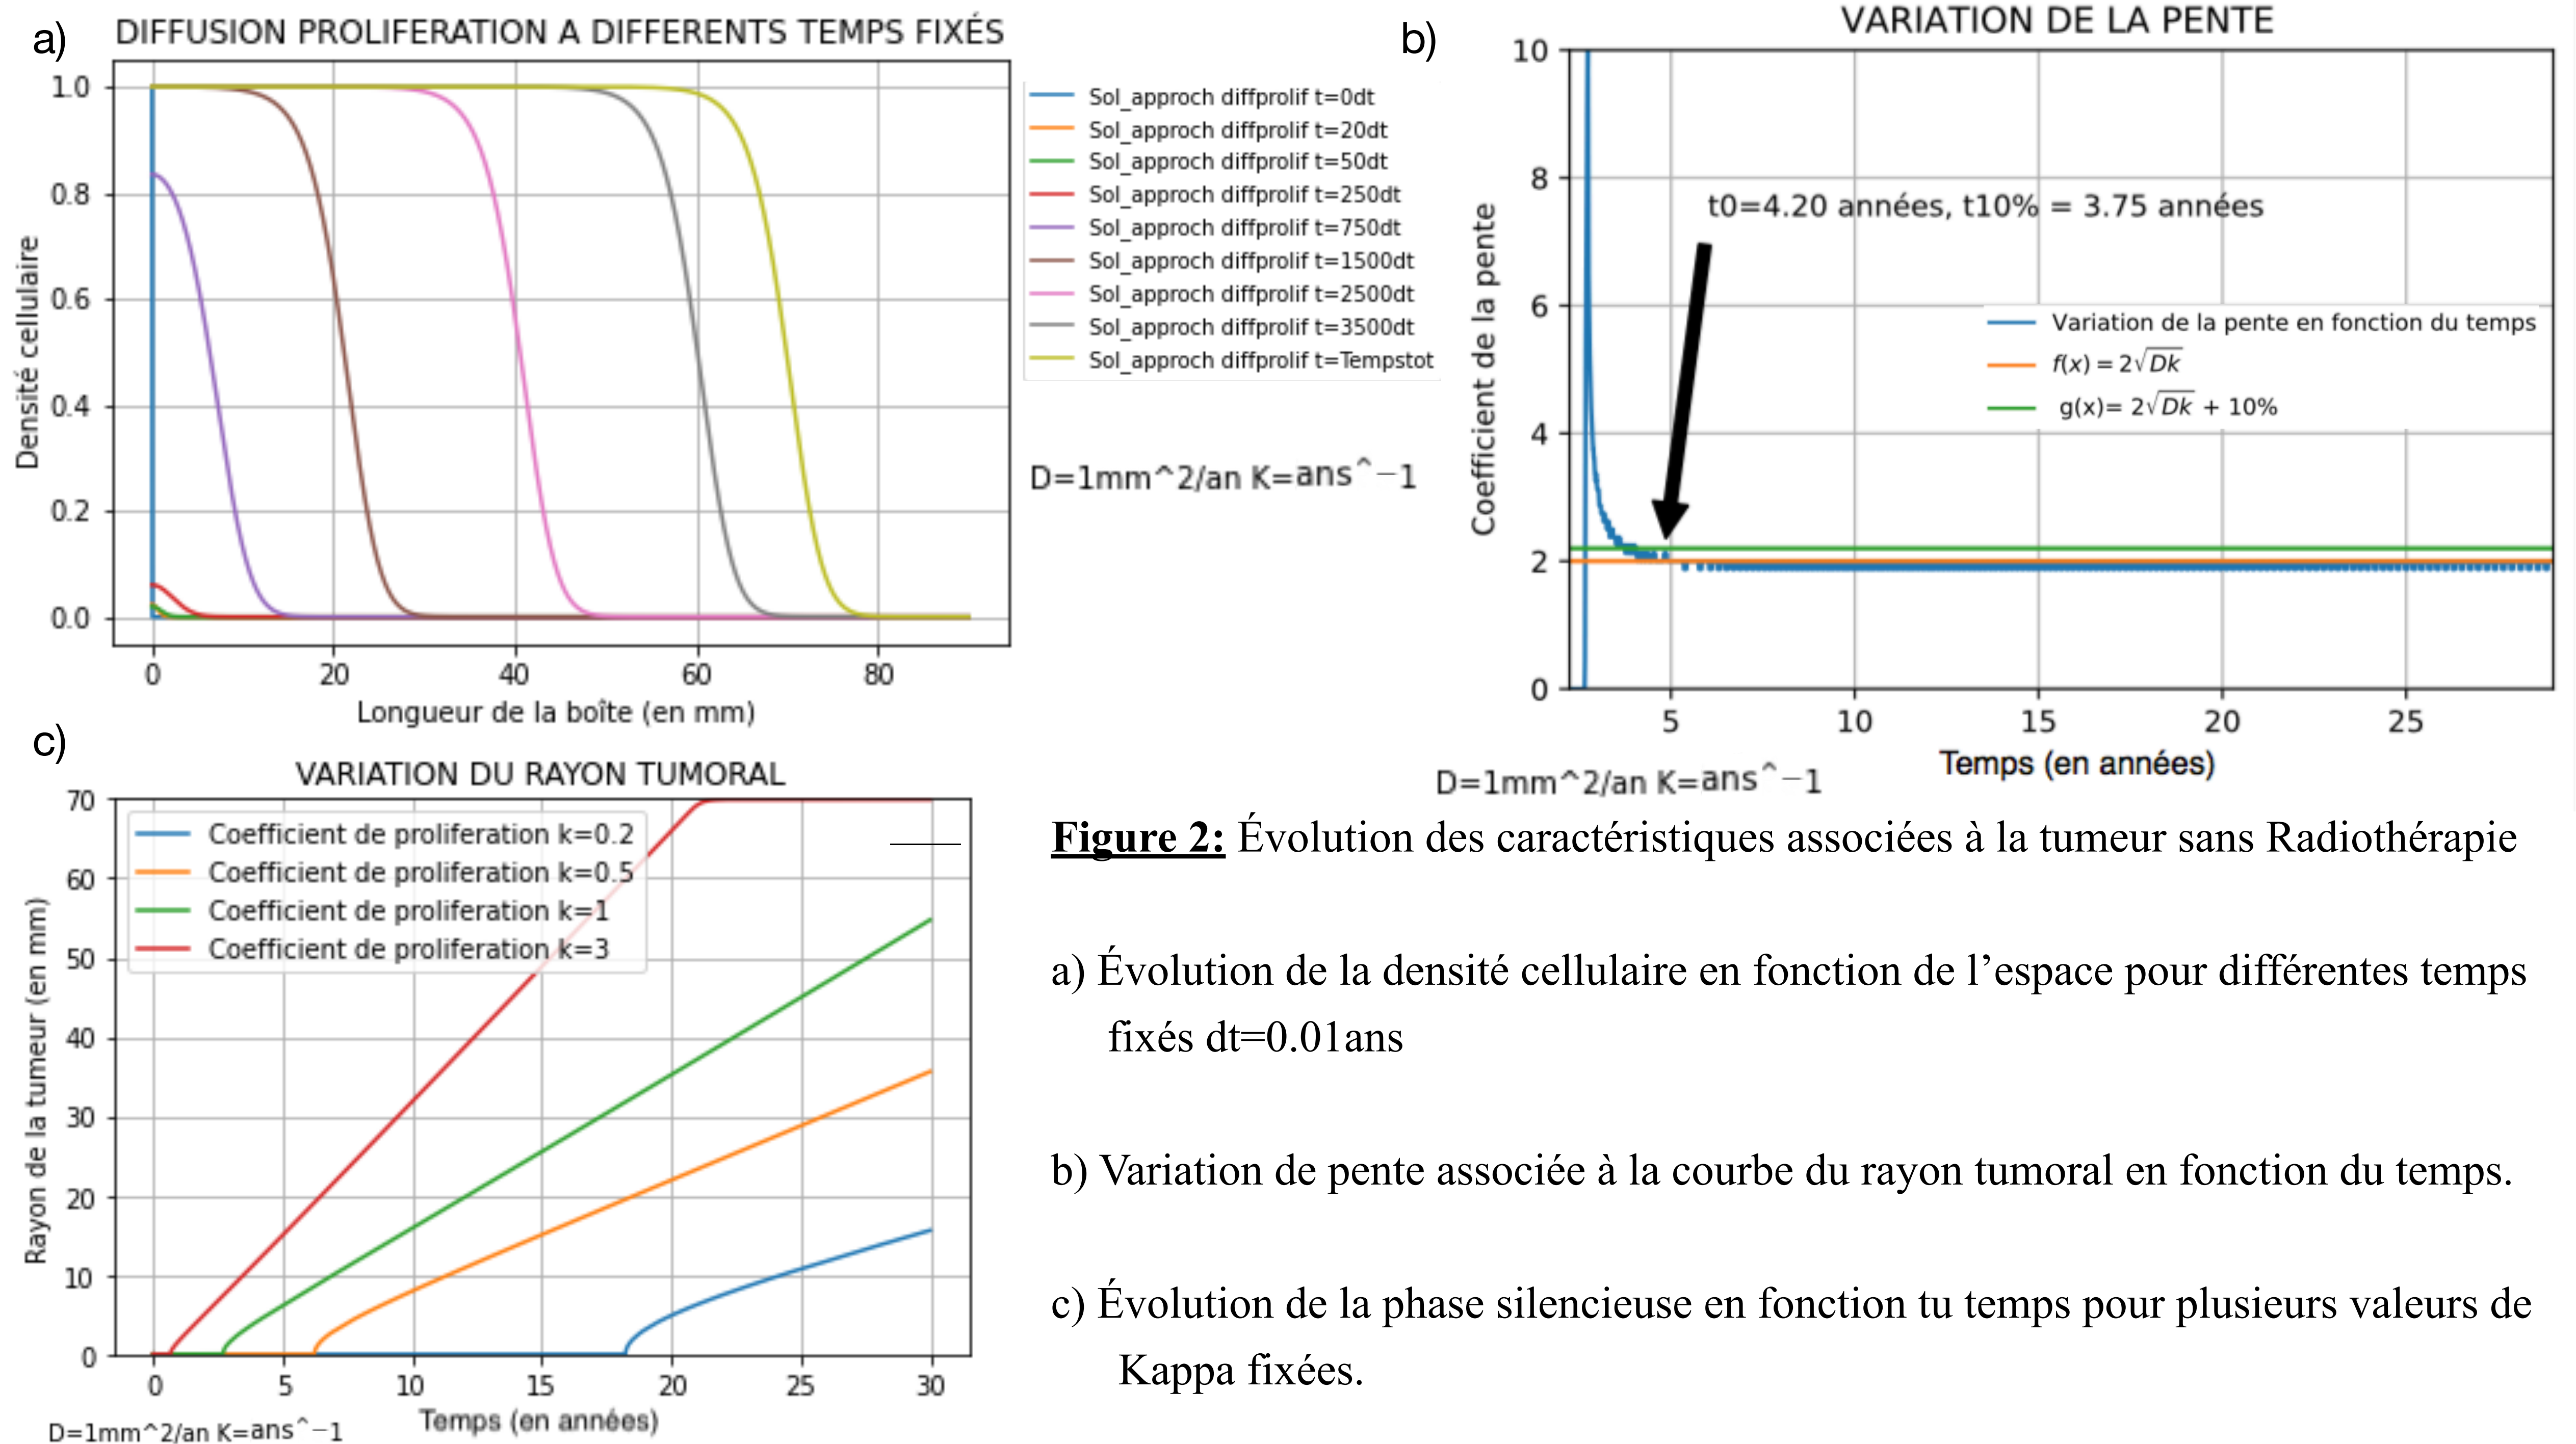 a)
DIFFUSION PROLIFERATION A DIFFERENTS TEMPS FIXÉS
1.0
0.8
0.6
0.4
0.2
0.0
Densité cellulaire
0 20 40 60 80
Longueur de la boîte (en mm)
Sol_approch diffprolif t=0dt
Sol_approch diffprolif t=20dt
Sol_approch diffprolif t=50dt
Sol_approch diffprolif t=250dt
Sol_approch diffprolif t=750dt
Sol_approch diffprolif t=1500dt
Sol_approch diffprolif t=2500dt
Sol_approch diffprolif t=3500dt
Sol_approch diffprolif t=Tempstot
D=1mm^2/an K=ans^−1
b)
VARIATION DE LA PENTE
10
8
6
4
2
0
Coefficient de la pente
t0=4.20 années, t10% = 3.75 années
Variation de la pente en fonction du temps
f(x) = 2√Dk
g(x)= 2√Dk + 10%
5 10 15 20 25
Temps (en années)
D=1mm^2/an K=ans^−1
c)
VARIATION DU RAYON TUMORAL
70
60
50
40
30
20
10
0
Rayon de la tumeur (en mm)
Coefficient de proliferation k=0.2
Coefficient de proliferation k=0.5
Coefficient de proliferation k=1
Coefficient de proliferation k=3
0 5 10 15 20 25 30
Temps (en années)
D=1mm^2/an K=ans^−1
Figure 2: Évolution des caractéristiques associées à la tumeur sans Radiothérapie
a) Évolution de la densité cellulaire en fonction de l’espace pour différentes temps
fixés dt=0.01ans
b) Variation de pente associée à la courbe du rayon tumoral en fonction du temps.
c) Évolution de la phase silencieuse en fonction tu temps pour plusieurs valeurs de
Kappa fixées.